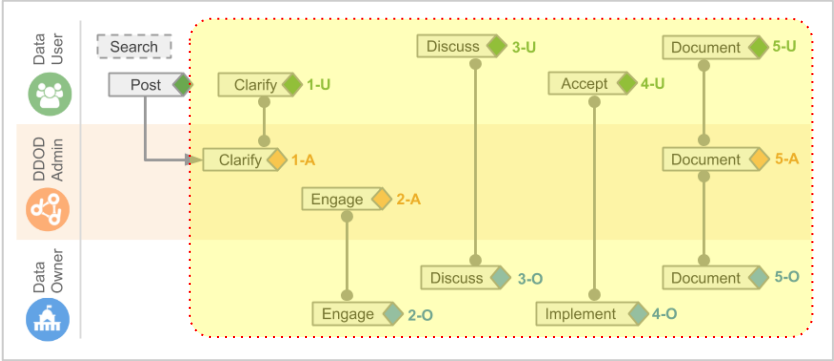 Data
User
Search
Post
Clarify
1-U
Discuss
3-U
Accept
4-U
Document
5-U
DDOD
Admin
Clarify
1-A
Engage
2-A
Document
5-A
Data
Owner
Engage
2-O
Discuss
3-O
Implement
4-O
Document
5-O